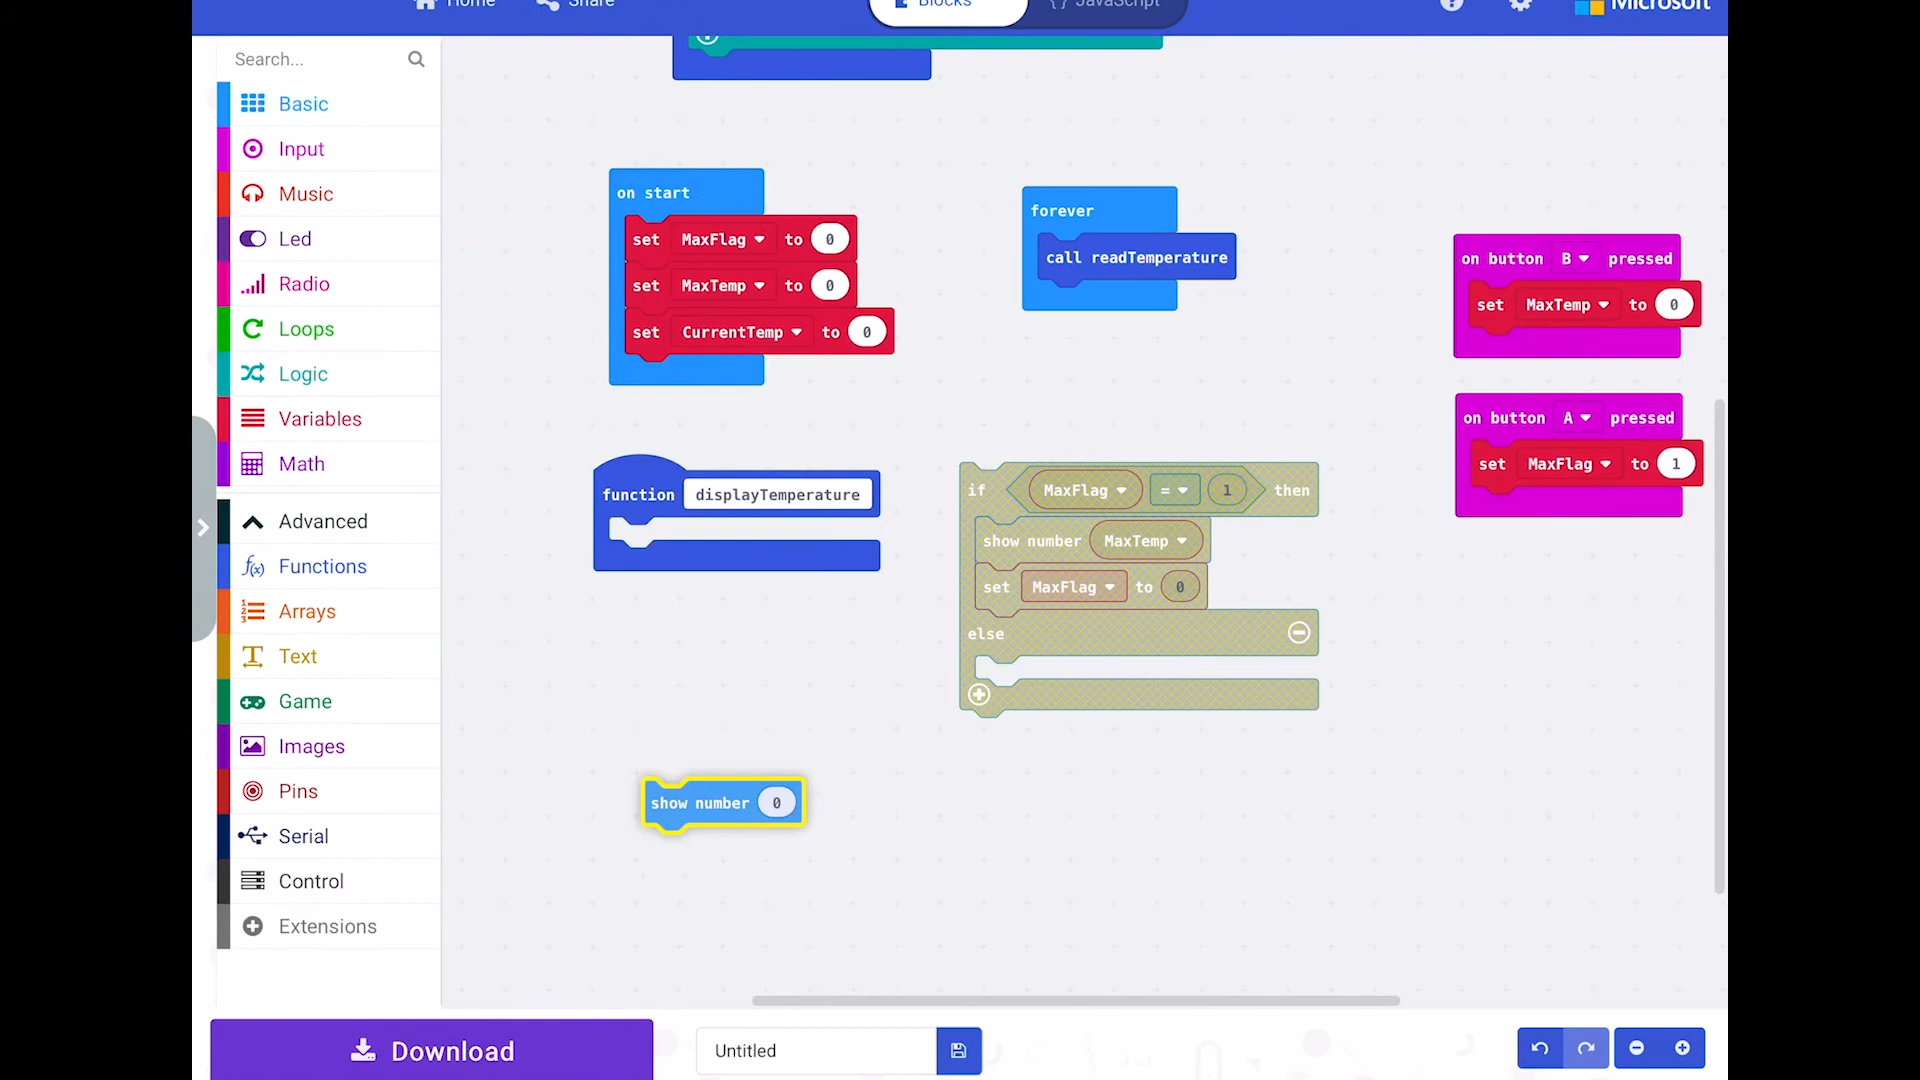 Home
Share
Blocks
{ } JavaScript
Microsoft
Search...
Basic
Input
Music
Led
Radio
Loops
Logic
Variables
Math
Advanced
Functions
Arrays
Text
Game
Images
Pins
Serial
Control
Extensions
on start
set MaxFlag to 0
set MaxTemp to 0
set CurrentTemp to 0
forever
call readTemperature
on button B pressed
set MaxTemp to 0
on button A pressed
set MaxFlag to 1
function displayTemperature
if MaxFlag = 1 then
show number MaxTemp
set MaxFlag to 0
else
show number 0
Download
Untitled